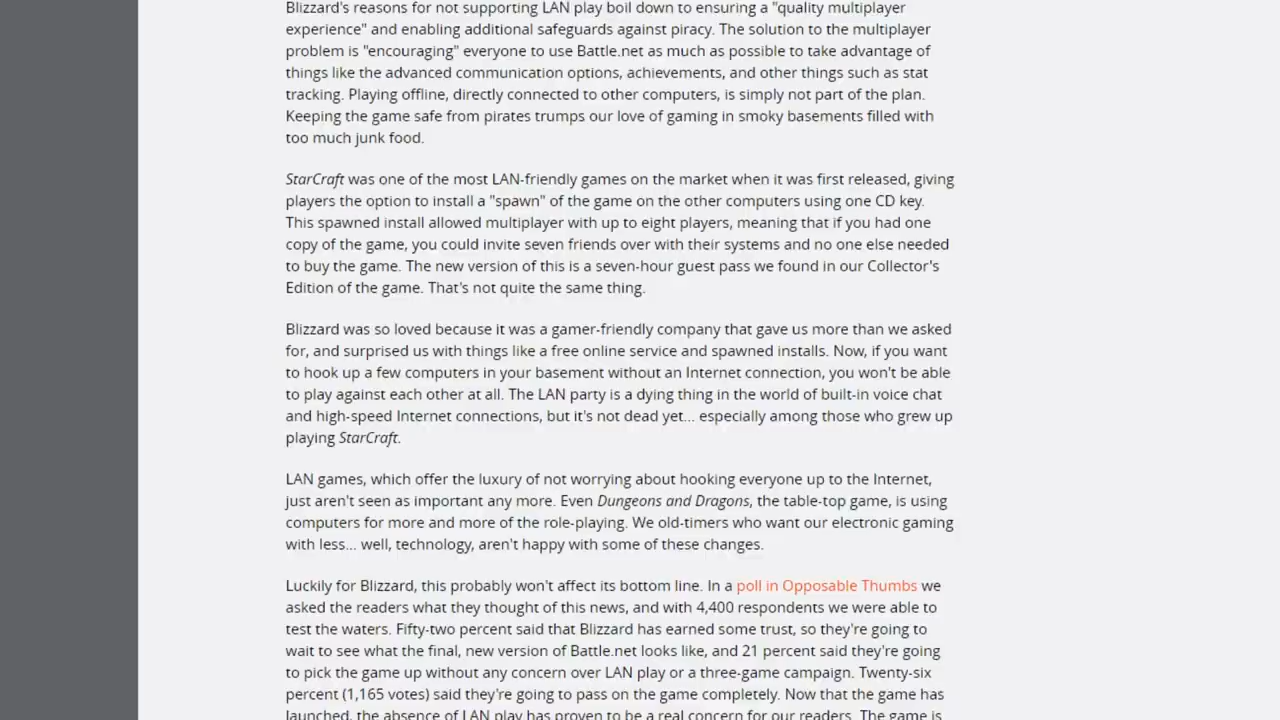 Blizzard's reasons for not supporting LAN play boil down to ensuring a "quality multiplayer
experience" and enabling additional safeguards against piracy. The solution to the multiplayer
problem is "encouraging" everyone to use Battle.net as much as possible to take advantage of
things like the advanced communication options, achievements, and other things such as stat
tracking. Playing offline, directly connected to other computers, is simply not part of the plan.
Keeping the game safe from pirates trumps our love of gaming in smoky basements filled with
too much junk food.
StarCraft was one of the most LAN-friendly games on the market when it was first released, giving
players the option to install a "spawn" of the game on the other computers using one CD key.
This spawned install allowed multiplayer with up to eight players, meaning that if you had one
copy of the game, you could invite seven friends over with their systems and no one else needed
to buy the game. The new version of this is a seven-hour guest pass we found in our Collector's
Edition of the game. That's not quite the same thing.
Blizzard was so loved because it was a gamer-friendly company that gave us more than we asked
for, and surprised us with things like a free online service and spawned installs. Now, if you want
to hook up a few computers in your basement without an Internet connection, you won't be able
to play against each other at all. The LAN party is a dying thing in the world of built-in voice chat
and high-speed Internet connections, but it's not dead yet... especially among those who grew up
playing StarCraft.
LAN games, which offer the luxury of not worrying about hooking everyone up to the Internet,
just aren't seen as important any more. Even Dungeons and Dragons, the table-top game, is using
computers for more and more of the role-playing. We old-timers who want our electronic gaming
with less... well, technology, aren't happy with some of these changes.
Luckily for Blizzard, this probably won't affect its bottom line. In a poll in Opposable Thumbs we
asked the readers what they thought of this news, and with 4,400 respondents we were able to
test the waters. Fifty-two percent said that Blizzard has earned some trust, so they're going to
wait to see what the final, new version of Battle.net looks like, and 21 percent said they're going
to pick the game up without any concern over LAN play or a three-game campaign. Twenty-six
percent (1,165 votes) said they're going to pass on the game completely. Now that the game has
launched, the absence of LAN play has proven to be a real concern for our readers. The game is